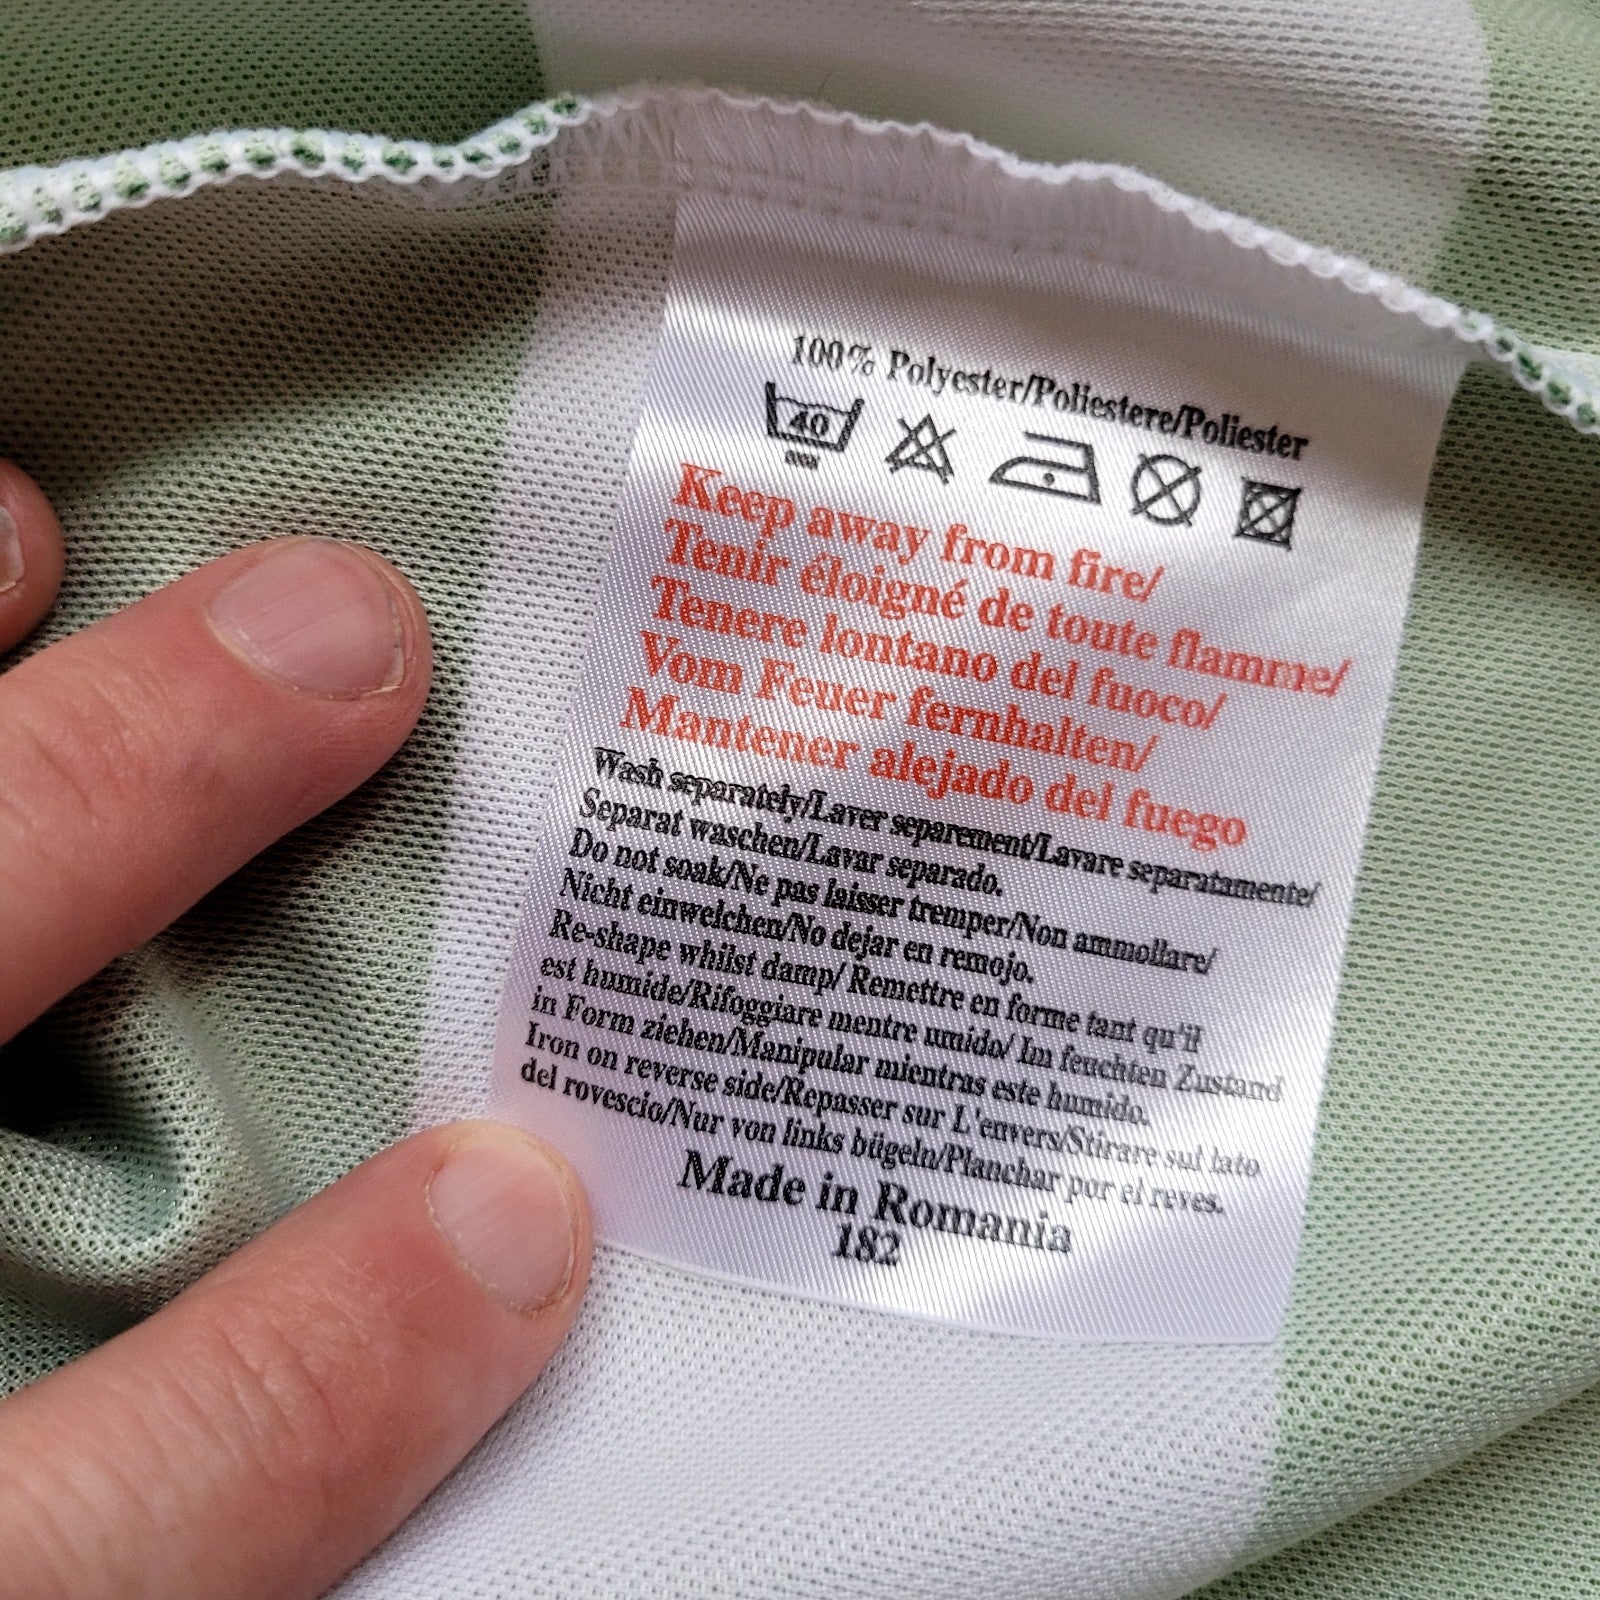 100% Polyester/Poliestere/Poliester
40
Keep away from fire/
Tenir éloigné de toute flamme/
Tenere lontano del fuoco/
Vom Feuer fernhalten/
Mantener alejado del fuego
Wash separately/Laver separement/Lavare separatamente/
Separat waschen/Lavar separado.
Do not soak/Ne pas laisser tremper/Non ammollare/
Nicht einwelchen/No dejar en remojo.
Re-shape whilst damp/ Remettre en forme tant qu'il
est humide/Rifoggiare mentre umido/ Im feuchten Zustand
in Form ziehen/Manipular mientras este humido.
Iron on reverse side/Repasser sur L'envers/Stirare sul lato
del rovescio/Nur von links bügeln/Planchar por el reves.
Made in Romania
182